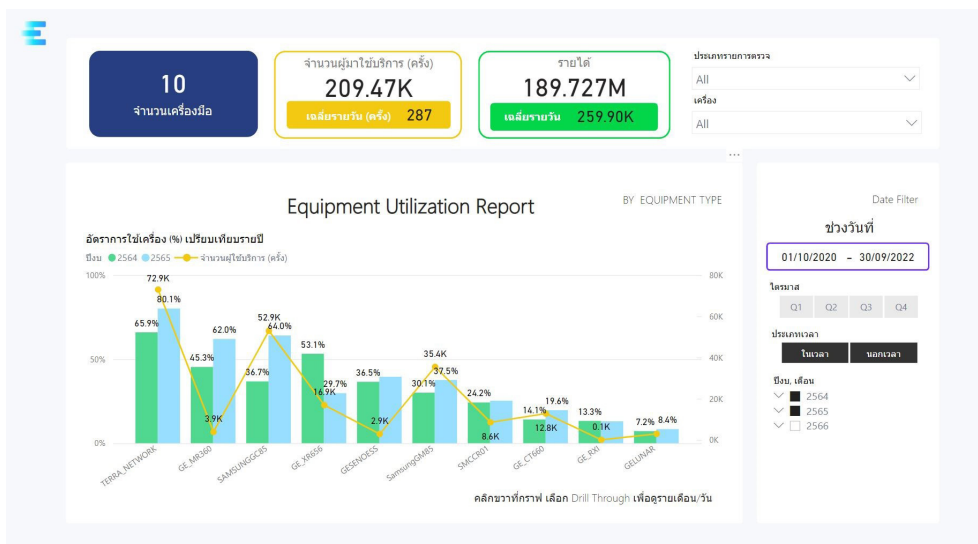 10
จำนวนเครื่องมือ
จำนวนผู้มาใช้บริการ (ครั้ง)
209.47K
เฉลี่ยรายวัน (ครั้ง) 287
รายได้
189.727M
เฉลี่ยรายวัน 259.90K
ประเภทรายการตรวจ
All
เครื่อง
All
Equipment Utilization Report
BY EQUIPMENT TYPE
อัตราการใช้เครื่อง (%) เปรียบเทียบรายปี
ปีงบ 2564 2565 จำนวนผู้ใช้บริการ (ครั้ง)
100%
50%
0%
80K
60K
40K
20K
0K
65.9% 72.9K 80.1%
45.3% 3.9K 62.0%
36.7% 52.9K 64.0%
53.1% 16.9K 29.7%
36.5% 2.9K
30.1% 35.4K 37.5%
24.2% 8.6K
14.1% 12.8K 19.6%
13.3% 0.1K
7.2% 8.4%
TERRA_NETWORK
GE_MR360
SAMSUNGGC85
GE_XR656
GESENOESS
SamsungGM85
SMCCR01
GE_CT660
GE_RXI
GELUNAR
คลิกขวาที่กราฟ เลือก Drill Through เพื่อดูรายเดือน/วัน
Date Filter
ช่วงวันที่
01/10/2020 - 30/09/2022
ไตรมาส
Q1 Q2 Q3 Q4
ประเภทเวลา
ในเวลา นอกเวลา
ปีงบ, เดือน
2564
2565
2566